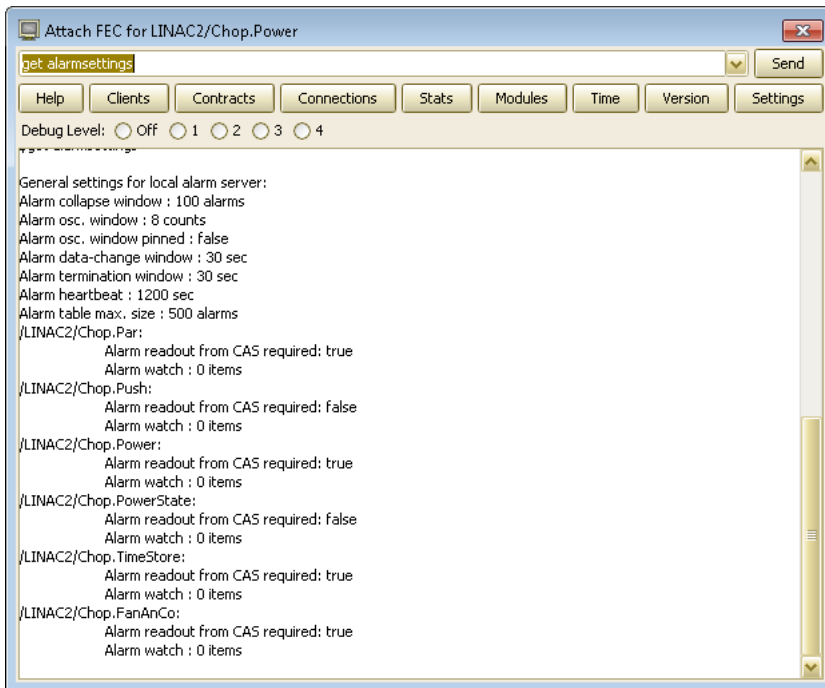 Attach FEC for LINAC2/Chop.Power
get alarmsettings
Send
Help Clients Contracts Connections Stats Modules Time Version Settings
Debug Level: Off 1 2 3 4
General settings for local alarm server:
Alarm collapse window : 100 alarms
Alarm osc. window : 8 counts
Alarm osc. window pinned : false
Alarm data-change window : 30 sec
Alarm termination window : 30 sec
Alarm heartbeat : 1200 sec
Alarm table max. size : 500 alarms
/LINAC2/Chop.Par:
Alarm readout from CAS required: true
Alarm watch : 0 items
/LINAC2/Chop.Push:
Alarm readout from CAS required: false
Alarm watch : 0 items
/LINAC2/Chop.Power:
Alarm readout from CAS required: true
Alarm watch : 0 items
/LINAC2/Chop.PowerState:
Alarm readout from CAS required: false
Alarm watch : 0 items
/LINAC2/Chop.TimeStore:
Alarm readout from CAS required: true
Alarm watch : 0 items
/LINAC2/Chop.FanAnCo:
Alarm readout from CAS required: true
Alarm watch : 0 items